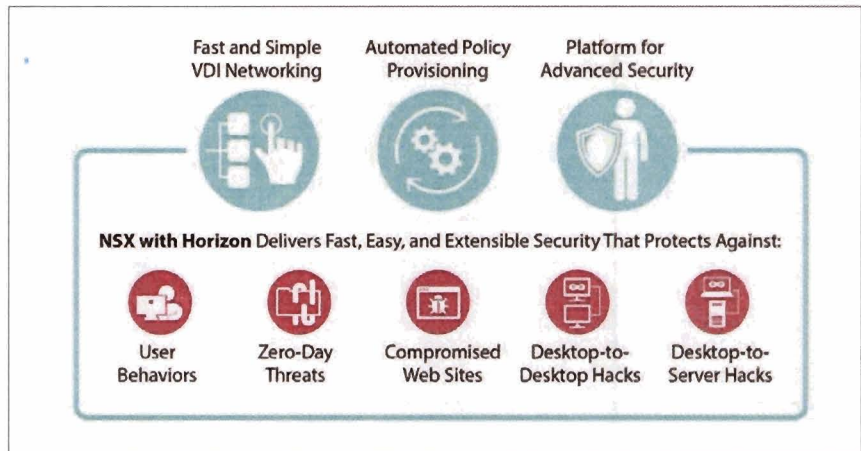 Fast and Simple
VDI Networking
Automated Policy
Provisioning
Platform for
Advanced Security
NSX with Horizon Delivers Fast, Easy, and Extensible Security That Protects Against:
User
Behaviors
Zero-Day
Threats
Compromised
Web Sites
Desktop-to-
Desktop Hacks
Desktop-to-
Server Hacks